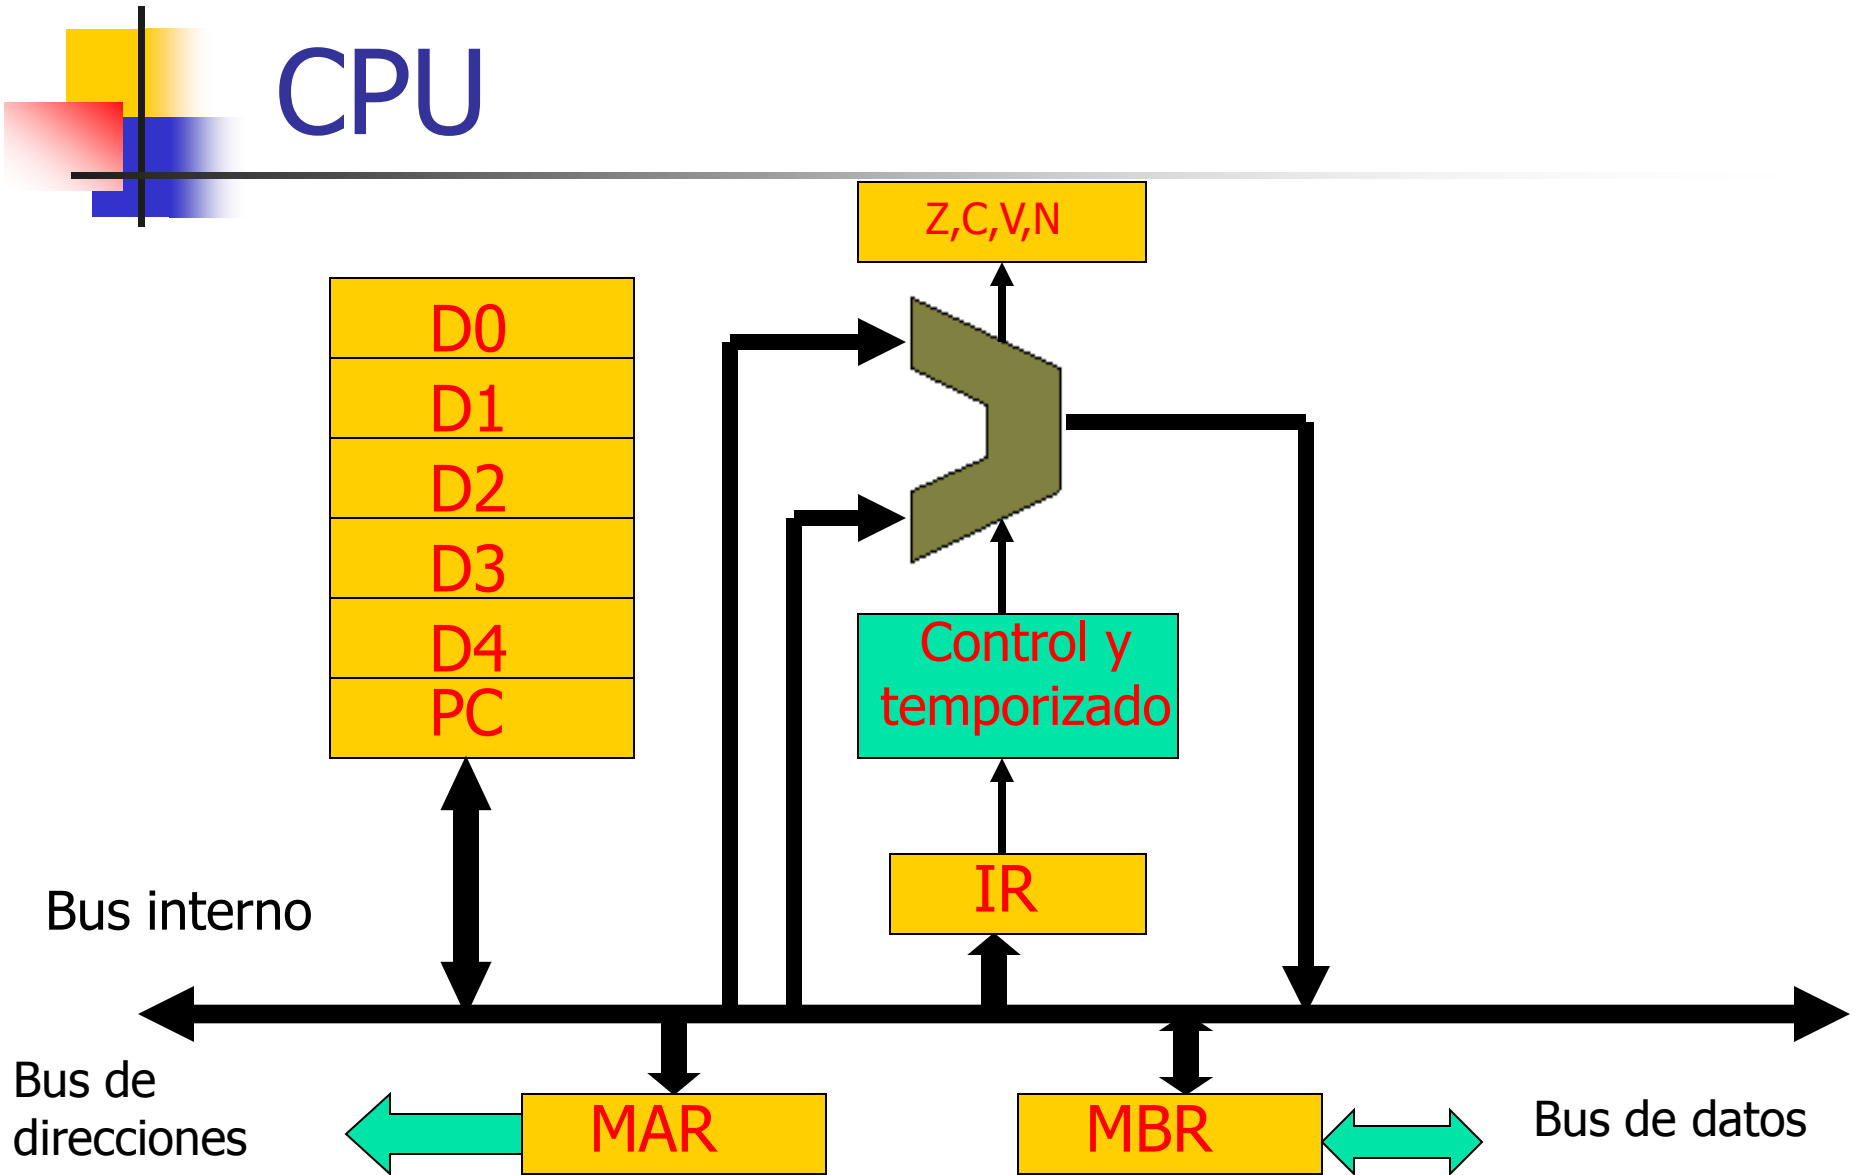 CPU
Z,C,V,N
D0
D1
D2
D3
D4
PC
Control y
temporizado
IR
Bus interno
Bus de
direcciones
MAR
MBR
Bus de datos